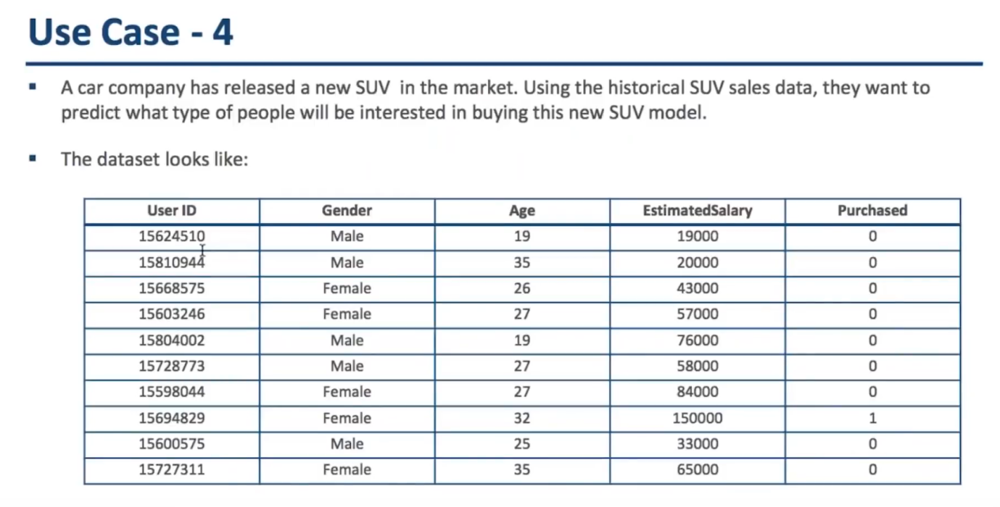 Use Case - 4
▪ A car company has released a new SUV in the market. Using the historical SUV sales data, they want to
predict what type of people will be interested in buying this new SUV model.
▪ The dataset looks like:
User ID Gender Age EstimatedSalary Purchased
15624510 Male 19 19000 0
15810944 Male 35 20000 0
15668575 Female 26 43000 0
15603246 Female 27 57000 0
15804002 Male 19 76000 0
15728773 Male 27 58000 0
15598044 Female 27 84000 0
15694829 Female 32 150000 1
15600575 Male 25 33000 0
15727311 Female 35 65000 0